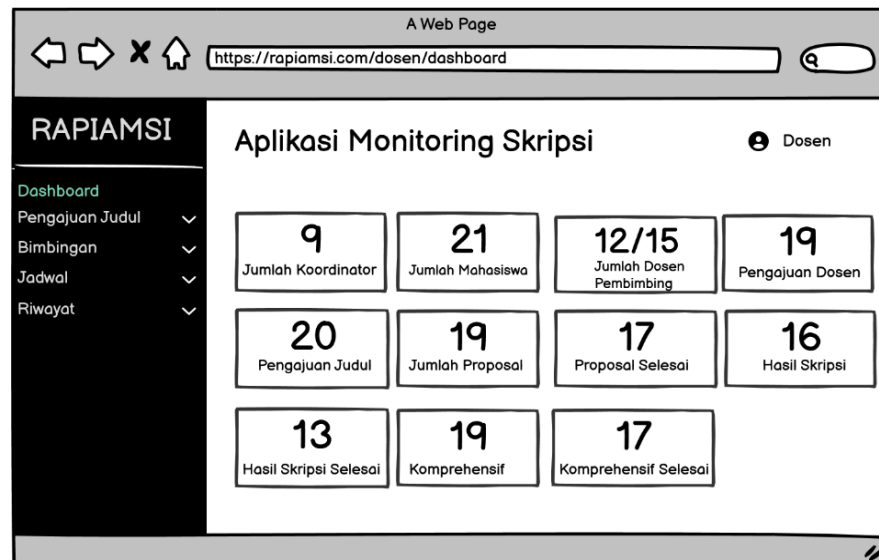 A Web Page
https://rapiamsi.com/dosen/dashboard
RAPIAMSI
Dashboard
Pengajuan Judul
Bimbingan
Jadwal
Riwayat
Aplikasi Monitoring Skripsi
Dosen
9
Jumlah Koordinator
21
Jumlah Mahasiswa
12/15
Jumlah Dosen
Pembimbing
19
Pengajuan Dosen
20
Pengajuan Judul
19
Jumlah Proposal
17
Proposal Selesai
16
Hasil Skripsi
13
Hasil Skripsi Selesai
19
Komprehensif
17
Komprehensif Selesai